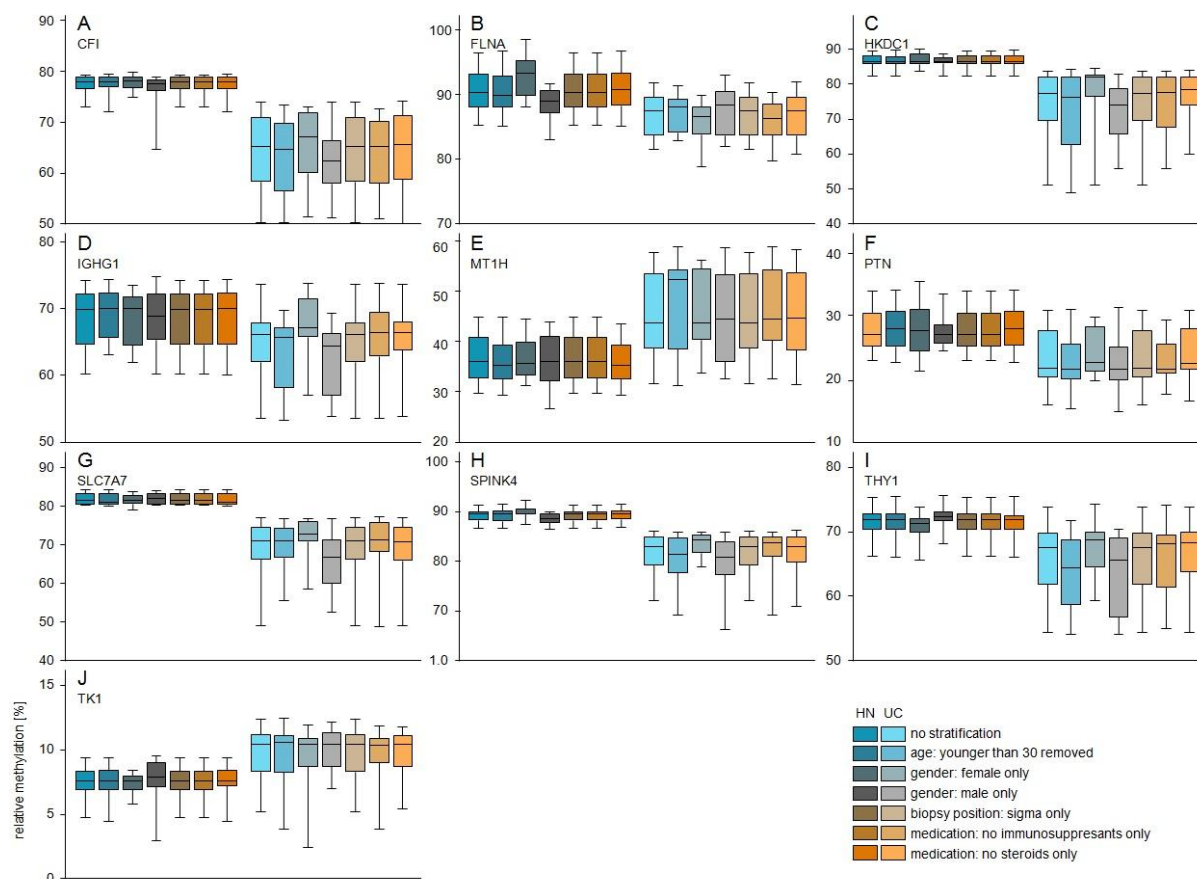 A
CFI
90
80
70
60
50
B
FLNA
100
90
80
70
C
HKDC1
90
80
70
60
50
40
D
IGHG1
80
70
60
50
E
MT1H
60
50
40
30
20
F
PTN
40
30
20
10
G
SLC7A7
90
80
70
60
50
40
H
SPINK4
100
90
80
70
1.0
I
THY1
80
70
60
50
J
TK1
15
10
5
0
relative methylation [%]
HN UC
no stratification
age: younger than 30 removed
gender: female only
gender: male only
biopsy position: sigma only
medication: no immunosuppresants only
medication: no steroids only